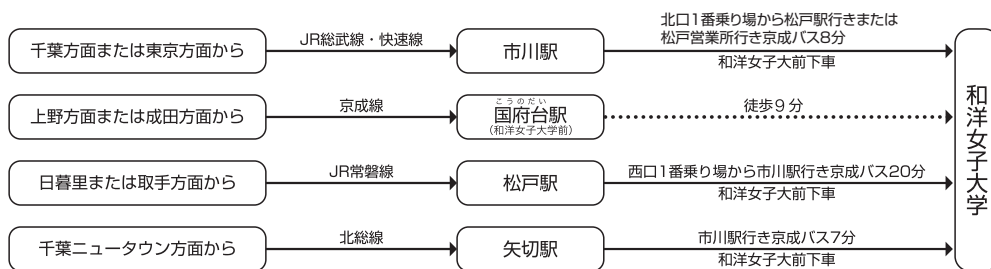 千葉方面または東京方面から
JR総武線・快速線
市川駅
北口1番乗り場から松戸駅行きまたは
松戸営業所行き京成バス8分
和洋女子大前下車
上野方面または成田方面から
京成線
こうのだい
国府台駅
(和洋女子大学前)
徒歩9分
日暮里または取手方面から
JR常磐線
松戸駅
西口1番乗り場から市川駅行き京成バス20分
和洋女子大前下車
千葉ニュータウン方面から
北総線
矢切駅
市川駅行き京成バス7分
和洋女子大前下車
和洋女子大学